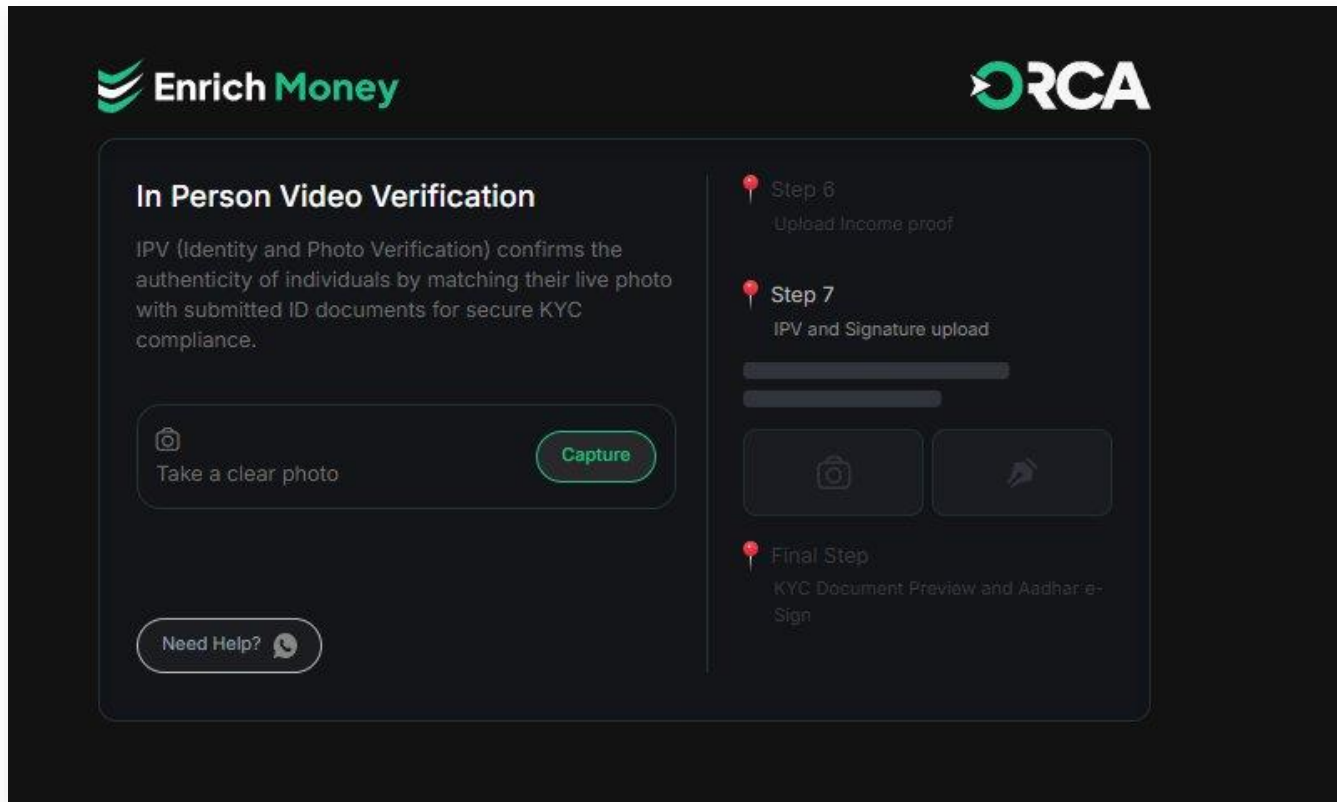 Enrich Money
ORCA
In Person Video Verification
IPV (Identity and Photo Verification) confirms the
authenticity of individuals by matching their live photo
with submitted ID documents for secure KYC
compliance.
Take a clear photo
Capture
Need Help?
Step 6
Upload Income proof
Step 7
IPV and Signature upload
Final Step
KYC Document Preview and Aadhar e-
Sign